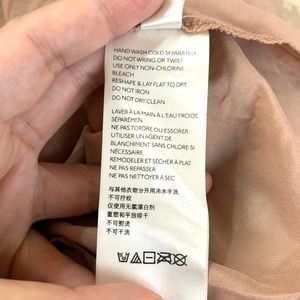 HAND WASH COLD SEPARATELY
DO NOT WRING OR TWIST
USE ONLY NON-CHLORINE
BLEACH
RESHAPE & LAY FLAT TO DRY
DO NOT IRON
DO NOT DRY CLEAN
LAVER À LA MAIN À L'EAU FROIDE
SÉPARÉMEN
NE PAS TORDRE OU ESSORER
UTILISER UN AGENT DE
BLANCHIMENT SANS CHLORE SI
NÉCESSAIRE
REMODELER ET SÉCHER À PLAT
NE PAS REPASSER
NE PAS NETTOYER À SEC
与其他衣物分开用冷水手洗
不可拧绞
仅使用无氯漂白剂
重塑和平放晾干
不可熨烫
不可干洗